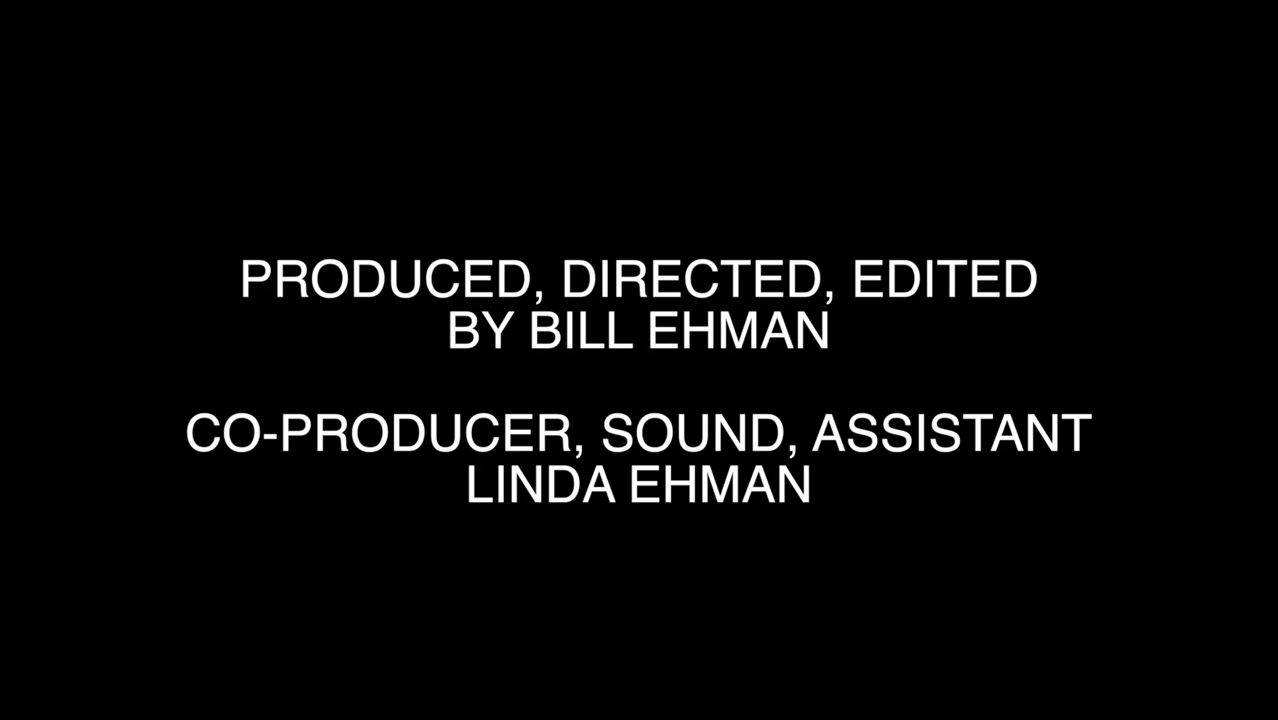 PRODUCED, DIRECTED, EDITED
BY BILL EHMAN
CO-PRODUCER, SOUND, ASSISTANT
LINDA EHMAN